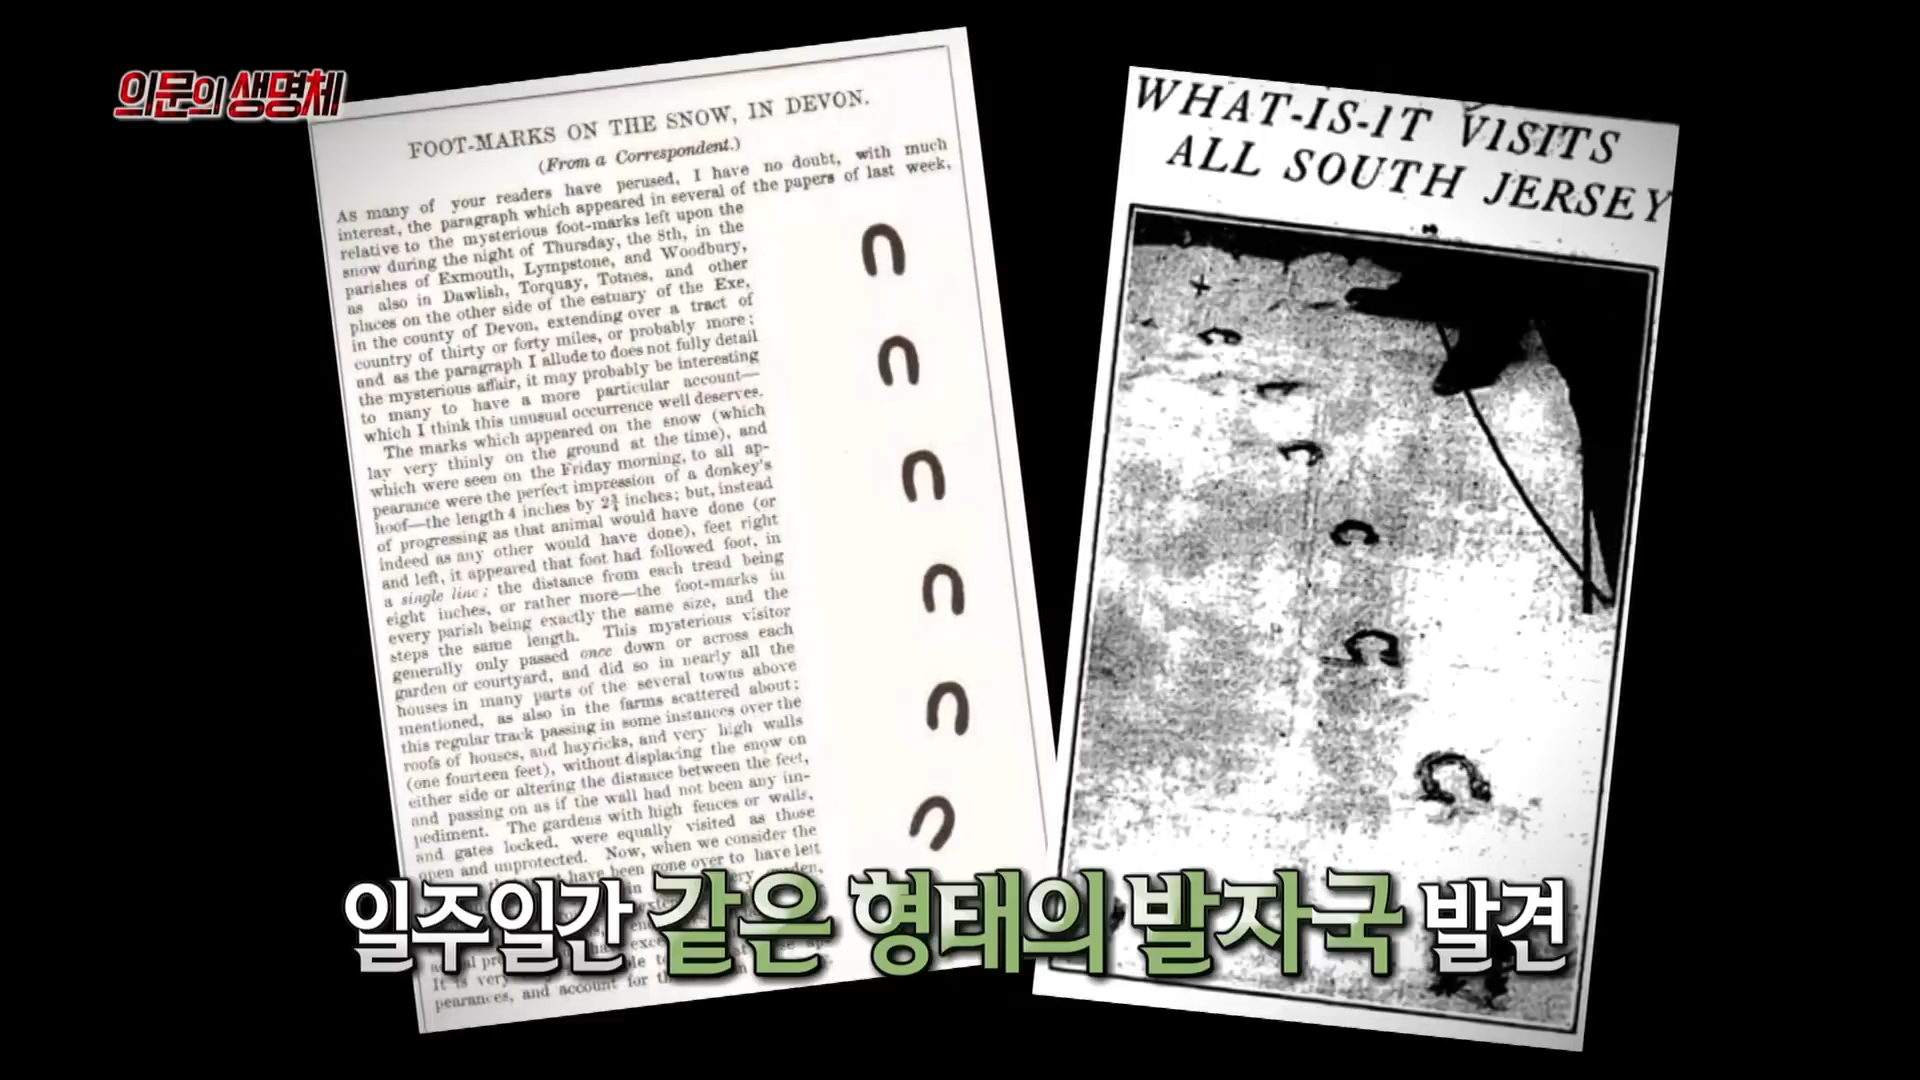 의문의 생명체
FOOT-MARKS ON THE SNOW, IN DEVON.
(From a Correspondent.)
As many of your readers have perused, I have no doubt, with much
interest, the paragraph which appeared in several of the papers of last week,
relative to the mysterious foot-marks left upon the
snow during the night of Thursday, the 8th, in the
parishes of Exmouth, Lympstone, and Woodbury,
as also in Dawlish, Torquay, Totnes, and other
places on the other side of the estuary of the Exe,
in the county of Devon, extending over a tract of
country of thirty or forty miles, or probably more;
and as the paragraph I allude to does not fully detail
the mysterious affair, it may probably be interesting
to many to have a more particular account—
which I think this unusual occurrence well deserves.
The marks which appeared on the snow (which
lay very thinly on the ground at the time), and
which were seen on the Friday morning, to all ap-
pearance were the perfect impression of a donkey's
hoof—the length 4 inches by 2¾ inches; but, instead
of progressing as that animal would have done (or
indeed as any other would have done), feet right
and left, it appeared that foot had followed foot, in
a single line; the distance from each tread being
eight inches, or rather more—the foot-marks in
every parish being exactly the same size, and the
steps the same length. This mysterious visitor
generally only passed once down or across each
garden or courtyard, and did so in nearly all the
houses in many parts of the several towns above
mentioned, as also in the farms scattered about;
this regular track passing in some instances over the
roofs of houses, and hayricks, and very high walls
(one fourteen feet), without displacing the snow on
either side or altering the distance between the feet,
and passing on as if the wall had not been any im-
pediment. The gardens with high fences or walls,
and gates locked, were equally visited as those
open and unprotected. Now, when we consider the
have been gone over to have left
It is very
pearances, and account for
WHAT-IS-IT VISITS
ALL SOUTH JERSEY
일주일간 같은 형태의 발자국 발견